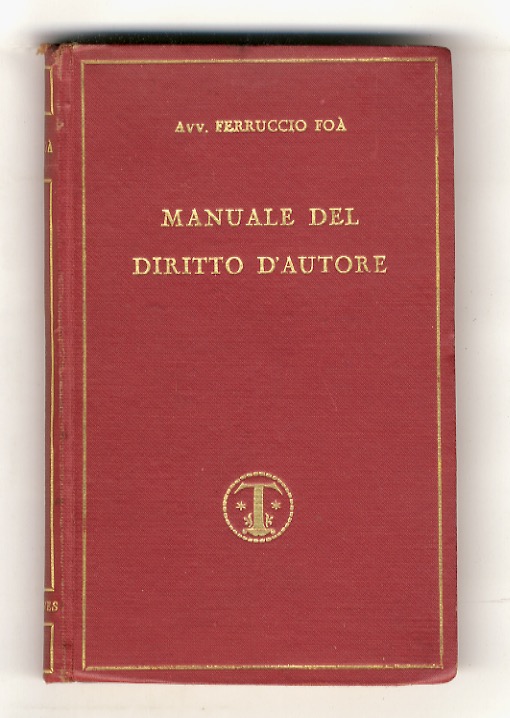 Avv. FERRUCCIO FOÀ
MANUALE DEL
DIRITTO D'AUTORE
T